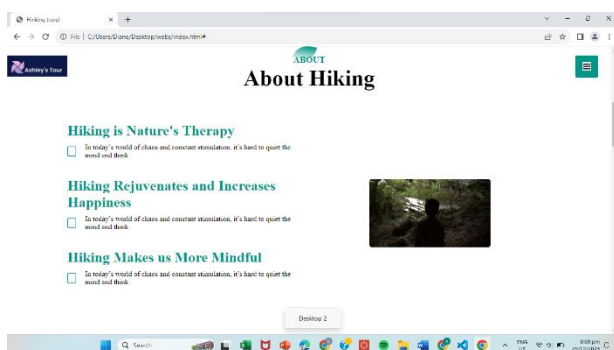 Hinking travel
File | C:/Users/Diane/Desktop/webs/index.html#
Ashley's Tour
ABOUT
About Hiking
Hiking is Nature's Therapy
In today's world of chaos and constant stimulation, it's hard to quiet the
mind and think
Hiking Rejuvenates and Increases
Happiness
In today's world of chaos and constant stimulation, it's hard to quiet the
mind and think
Hiking Makes us More Mindful
In today's world of chaos and constant stimulation, it's hard to quiet the
mind and think
Desktop 2
Search
ENG
US